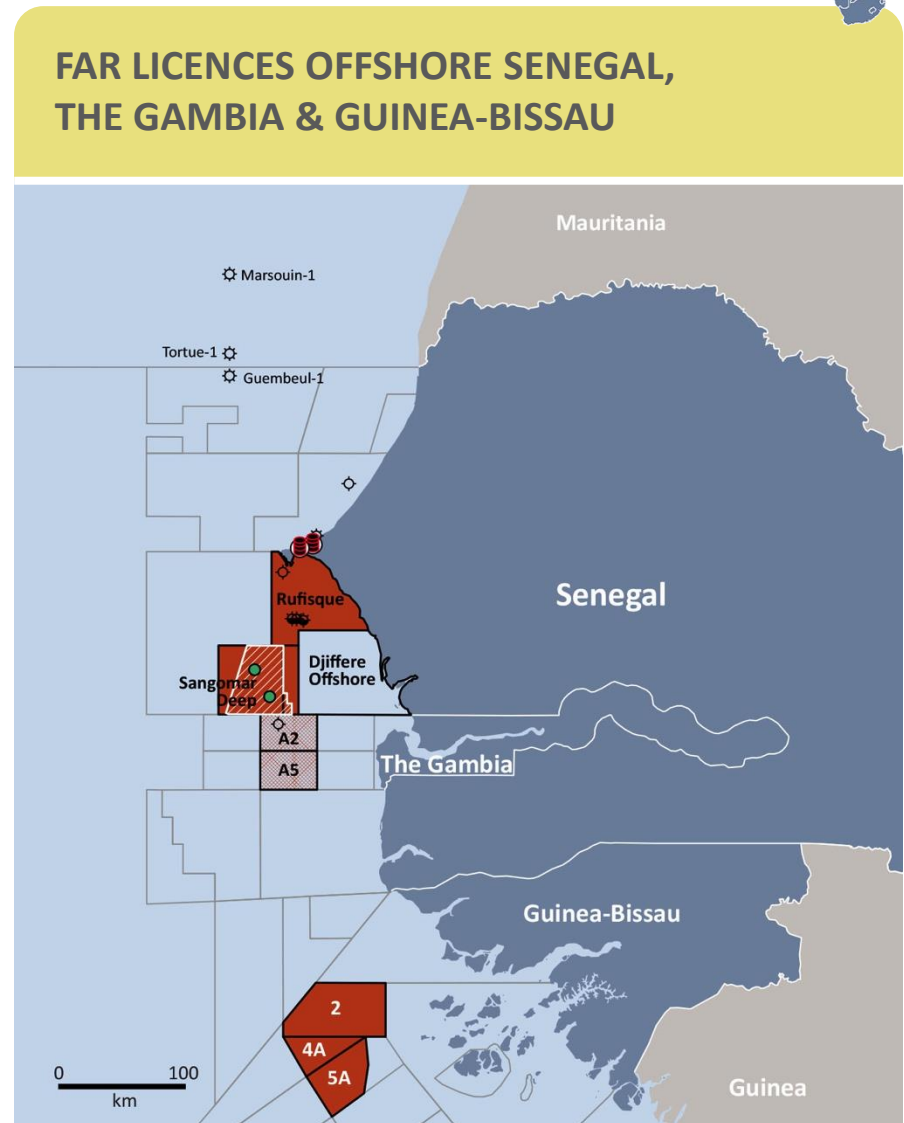 FAR LICENCES OFFSHORE SENEGAL,
THE GAMBIA & GUINEA-BISSAU
Mauritania
Marsouin-1
Tortue-1
Guembeul-1
Rufisque
Senegal
Djiffere
Offshore
Sangomar
Deep
A2
A5
The Gambia
Guinea-Bissau
2
4A
5A
0 100
km
Guinea